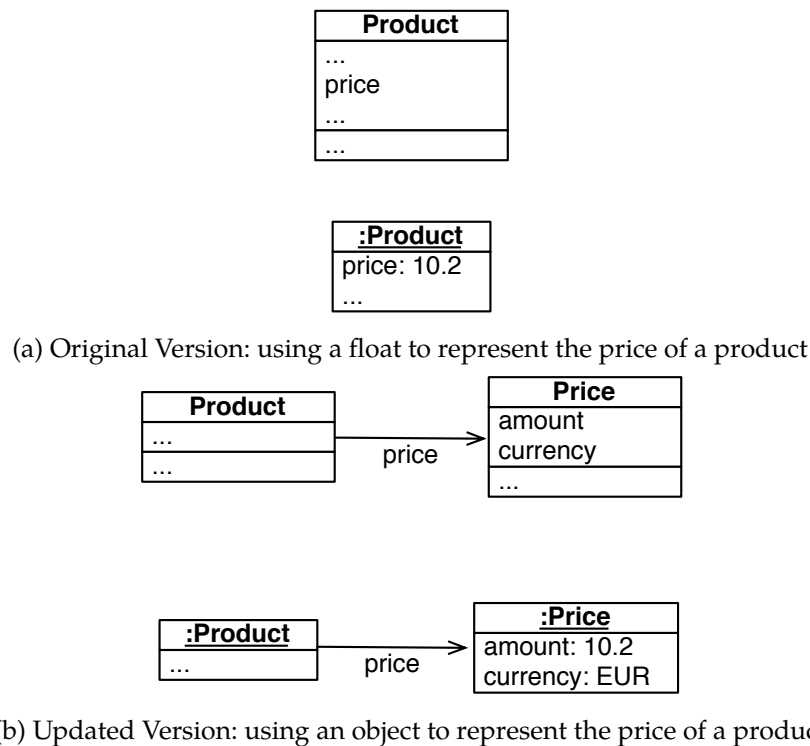 Product
...
price
...
...
:Product
price: 10.2
...
(a) Original Version: using a float to represent the price of a product
Product
...
...
price
Price
amount
currency
...
:Product
...
price
:Price
amount: 10.2
currency: EUR
(b) Updated Version: using an object to represent the price of a